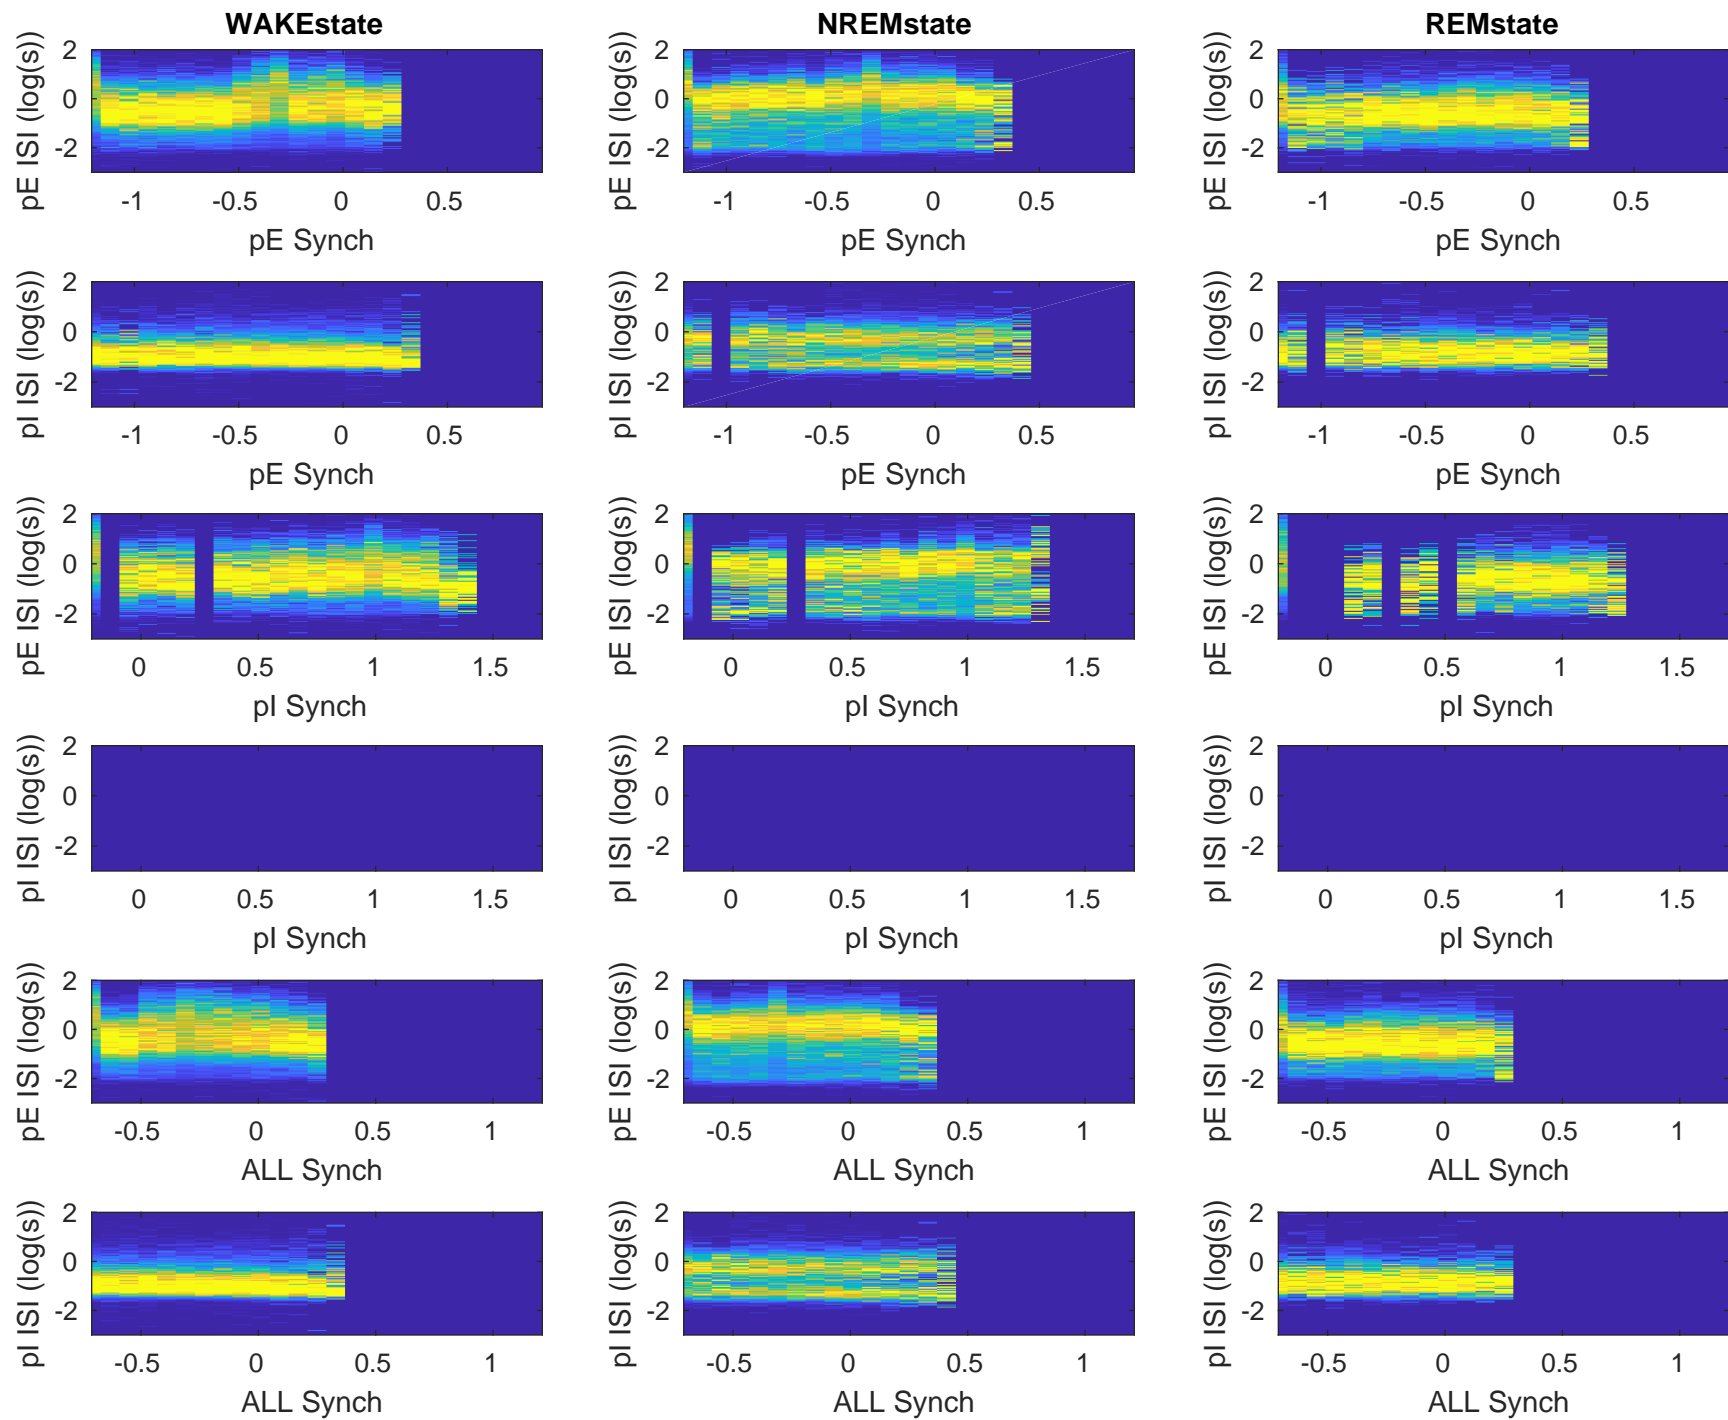 WAKEstate NREMstate REMstate
pE ISI (log(s)) 2 0 -2 pE ISI (log(s)) 2 0 -2 pE ISI (log(s)) 2 0 -2
-1 -0.5 0 0.5 -1 -0.5 0 0.5 -1 -0.5 0 0.5
pE Synch pE Synch pE Synch
pI ISI (log(s)) 2 0 -2 pI ISI (log(s)) 2 0 -2 pI ISI (log(s)) 2 0 -2
-1 -0.5 0 0.5 -1 -0.5 0 0.5 -1 -0.5 0 0.5
pE Synch pE Synch pE Synch
pE ISI (log(s)) 2 0 -2 pE ISI (log(s)) 2 0 -2 pE ISI (log(s)) 2 0 -2
0 0.5 1 1.5 0 0.5 1 1.5 0 0.5 1 1.5
pI Synch pI Synch pI Synch
pI ISI (log(s)) 2 0 -2 pI ISI (log(s)) 2 0 -2 pI ISI (log(s)) 2 0 -2
0 0.5 1 1.5 0 0.5 1 1.5 0 0.5 1 1.5
pI Synch pI Synch pI Synch
pE ISI (log(s)) 2 0 -2 pE ISI (log(s)) 2 0 -2 pE ISI (log(s)) 2 0 -2
-0.5 0 0.5 1 -0.5 0 0.5 1 -0.5 0 0.5 1
ALL Synch ALL Synch ALL Synch
pI ISI (log(s)) 2 0 -2 pI ISI (log(s)) 2 0 -2 pI ISI (log(s)) 2 0 -2
-0.5 0 0.5 1 -0.5 0 0.5 1 -0.5 0 0.5 1
ALL Synch ALL Synch ALL Synch